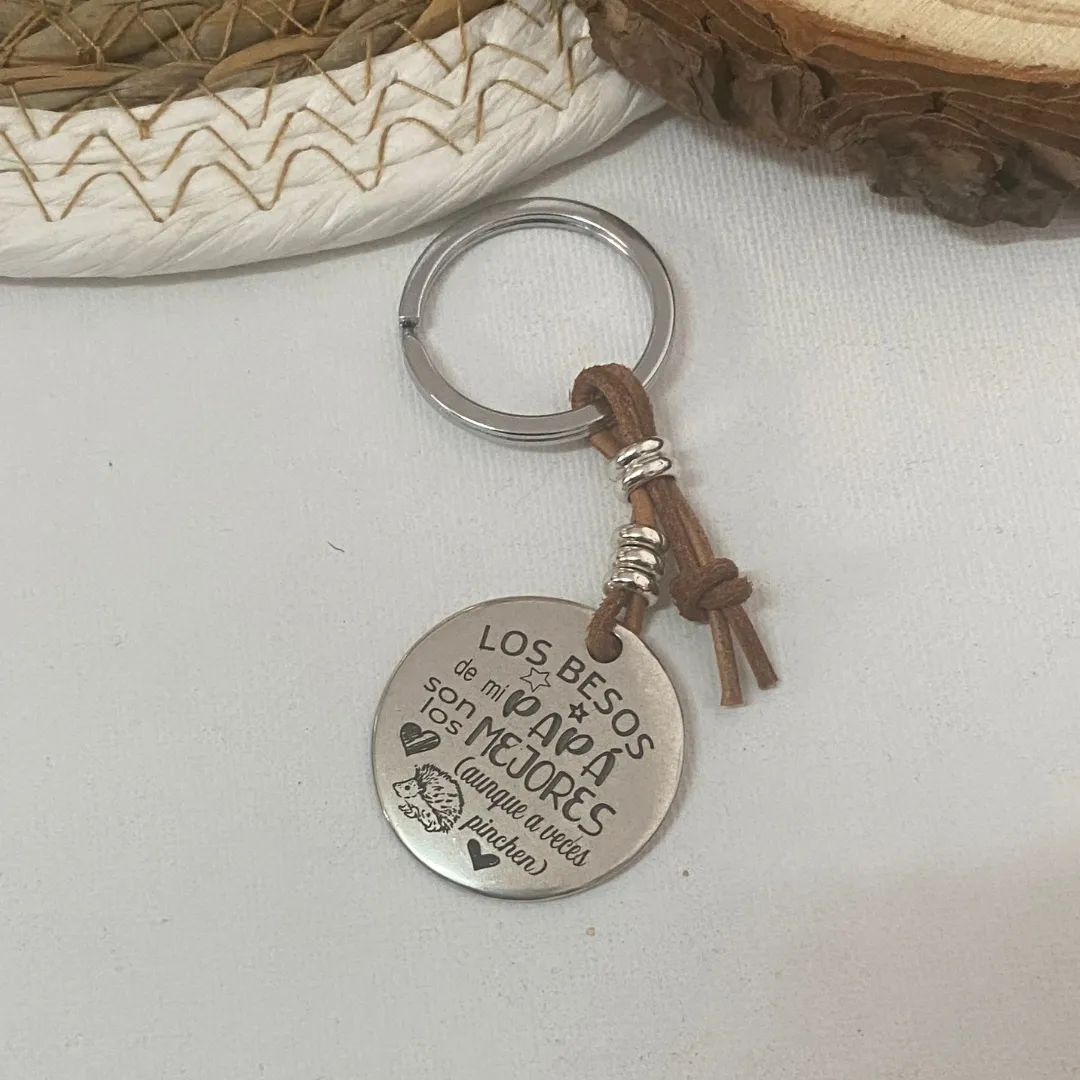 LOS BESOS
de mi PAPÁ
son
los MEJORES
(aunque a veces
pinchen)